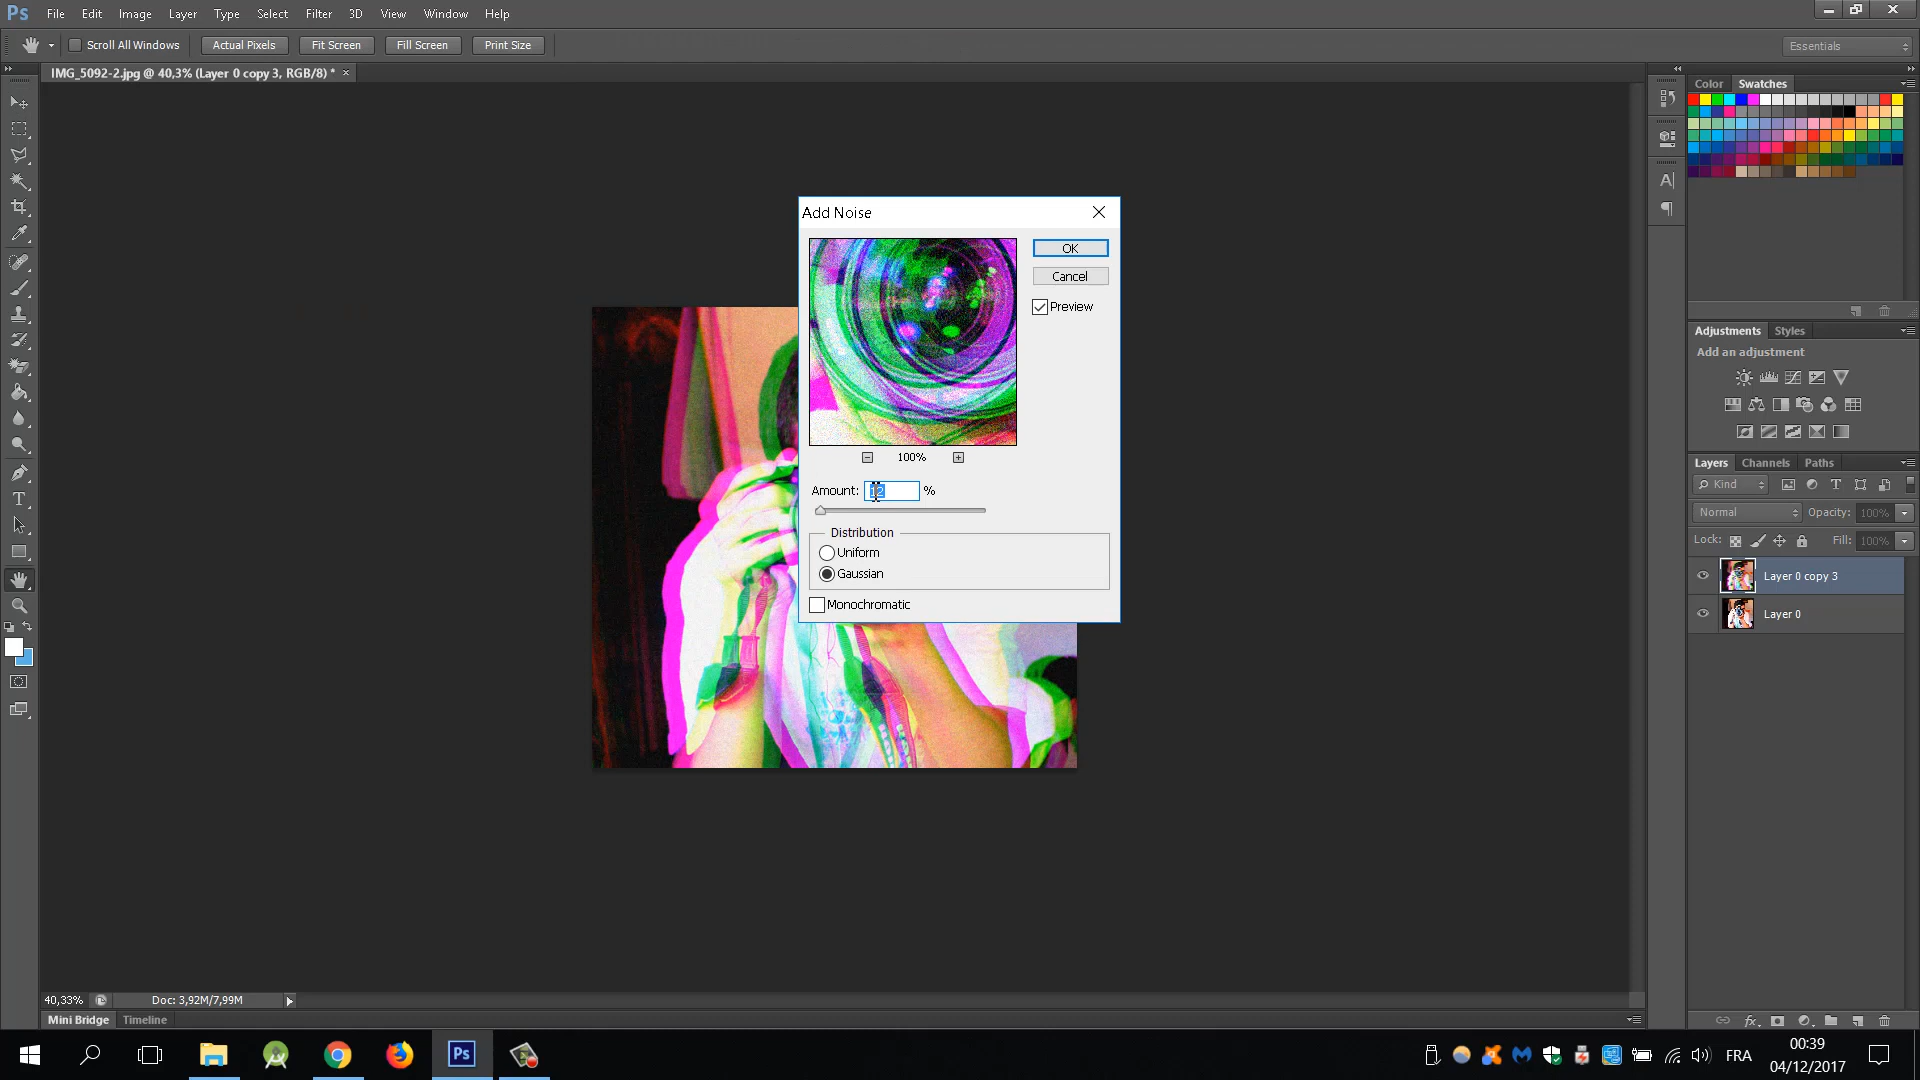 Ps File Edit Image Layer Type Select Filter 3D View Window Help
Scroll All Windows Actual Pixels Fit Screen Fill Screen Print Size Essentials
IMG_5092-2.jpg @ 40,3% (Layer 0 copy 3, RGB/8) * ×
Color Swatches
Add Noise
OK
Cancel
Preview
100%
Amount: 12 %
Distribution
Uniform
Gaussian
Monochromatic
Adjustments Styles
Add an adjustment
Layers Channels Paths
Kind
Normal Opacity: 100%
Lock: Fill: 100%
Layer 0 copy 3
Layer 0
40,33% Doc: 3,92M/7,99M
Mini Bridge Timeline
Ps
FRA
00:39
04/12/2017